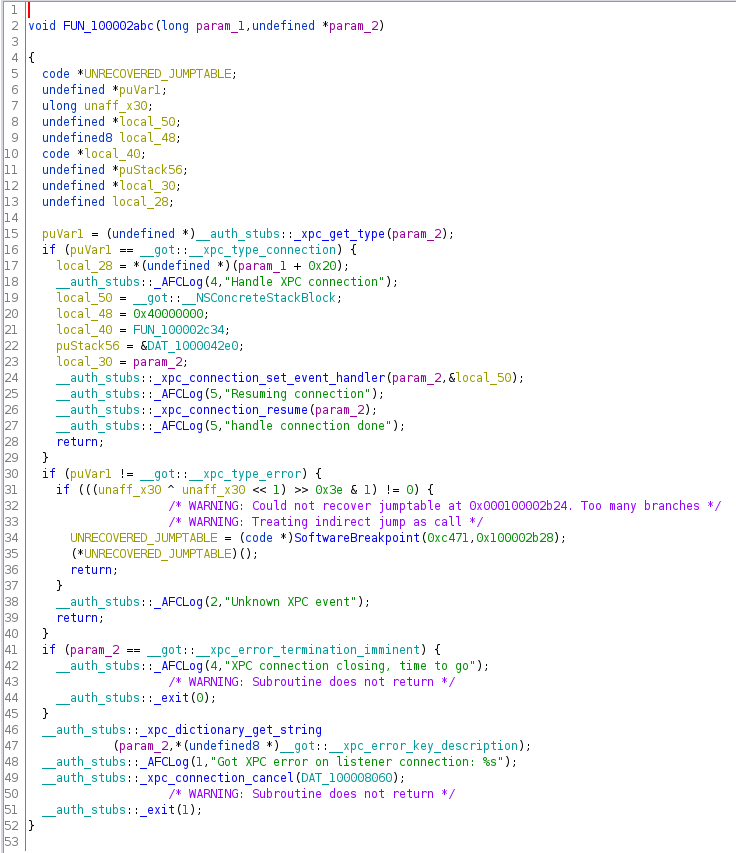 1
2 void FUN_100002abc(long param_1,undefined *param_2)
3
4 {
5   code *UNRECOVERED_JUMPTABLE;
6   undefined *puVar1;
7   ulong unaff_x30;
8   undefined *local_50;
9   undefined8 local_48;
10   code *local_40;
11   undefined *puStack56;
12   undefined *local_30;
13   undefined local_28;
14
15   puVar1 = (undefined *)__auth_stubs::_xpc_get_type(param_2);
16   if (puVar1 == __got::__xpc_type_connection) {
17     local_28 = *(undefined *)(param_1 + 0x20);
18     __auth_stubs::_AFCLog(4,"Handle XPC connection");
19     local_50 = __got::__NSConcreteStackBlock;
20     local_48 = 0x40000000;
21     local_40 = FUN_100002c34;
22     puStack56 = &DAT_1000042e0;
23     local_30 = param_2;
24     __auth_stubs::_xpc_connection_set_event_handler(param_2,&local_50);
25     __auth_stubs::_AFCLog(5,"Resuming connection");
26     __auth_stubs::_xpc_connection_resume(param_2);
27     __auth_stubs::_AFCLog(5,"handle connection done");
28     return;
29   }
30   if (puVar1 != __got::__xpc_type_error) {
31     if (((unaff_x30 ^ unaff_x30 << 1) >> 0x3e & 1) != 0) {
32                     /* WARNING: Could not recover jumptable at 0x000100002b24. Too many branches */
33                     /* WARNING: Treating indirect jump as call */
34       UNRECOVERED_JUMPTABLE = (code *)SoftwareBreakpoint(0xc471,0x100002b28);
35       (*UNRECOVERED_JUMPTABLE)();
36       return;
37     }
38     __auth_stubs::_AFCLog(2,"Unknown XPC event");
39     return;
40   }
41   if (param_2 == __got::__xpc_error_termination_imminent) {
42     __auth_stubs::_AFCLog(4,"XPC connection closing, time to go");
43                     /* WARNING: Subroutine does not return */
44     __auth_stubs::_exit(0);
45   }
46   __auth_stubs::_xpc_dictionary_get_string
47             (param_2,*(undefined8 *)__got::__xpc_error_key_description);
48   __auth_stubs::_AFCLog(1,"Got XPC error on listener connection: %s");
49   __auth_stubs::_xpc_connection_cancel(DAT_100008060);
50                     /* WARNING: Subroutine does not return */
51   __auth_stubs::_exit(1);
52 }
53